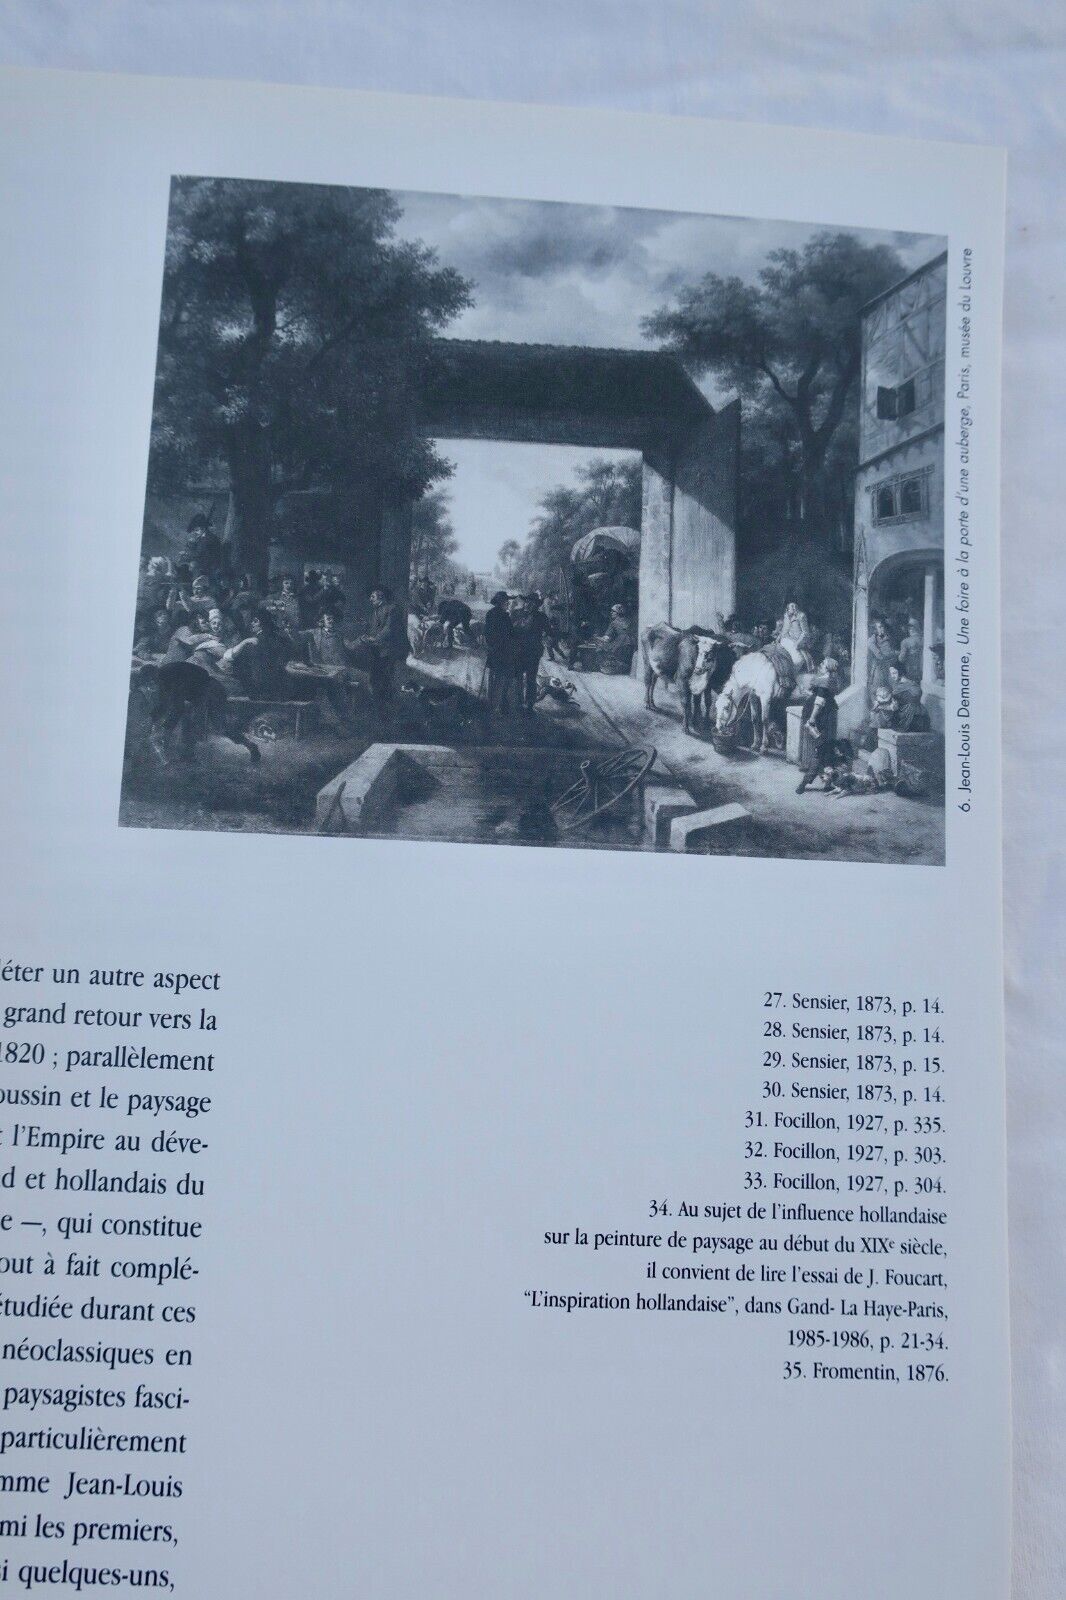 6. Jean-Louis Demarne, Une foire à la porte d'une auberge, Paris, musée du Louvre
léter un autre aspect
grand retour vers la
1820 ; parallèlement
oussin et le paysage
t l'Empire au déve-
d et hollandais du
e —, qui constitue
out à fait complé-
étudiée durant ces
néoclassiques en
paysagistes fasci-
particulièrement
mme Jean-Louis
mi les premiers,
i quelques-uns,
27. Sensier, 1873, p. 14.
28. Sensier, 1873, p. 14.
29. Sensier, 1873, p. 15.
30. Sensier, 1873, p. 14.
31. Focillon, 1927, p. 335.
32. Focillon, 1927, p. 303.
33. Focillon, 1927, p. 304.
34. Au sujet de l'influence hollandaise
sur la peinture de paysage au début du XIXe siècle,
il convient de lire l'essai de J. Foucart,
"L'inspiration hollandaise", dans Gand- La Haye-Paris,
1985-1986, p. 21-34.
35. Fromentin, 1876.